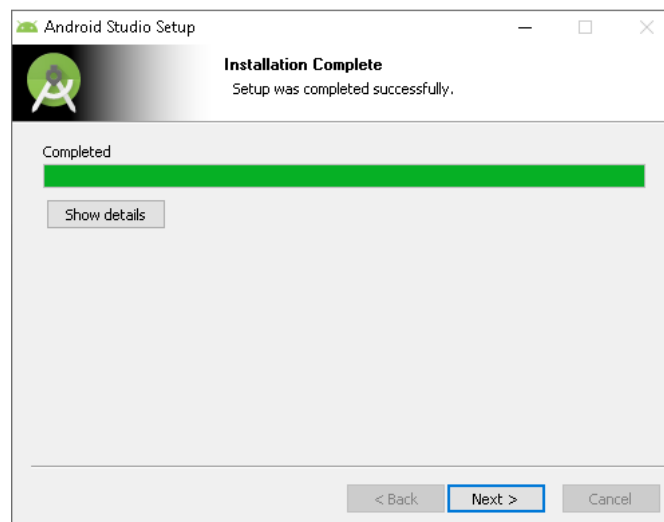 Android Studio Setup
Installation Complete
Setup was completed successfully.
Completed
Show details
< Back
Next >
Cancel